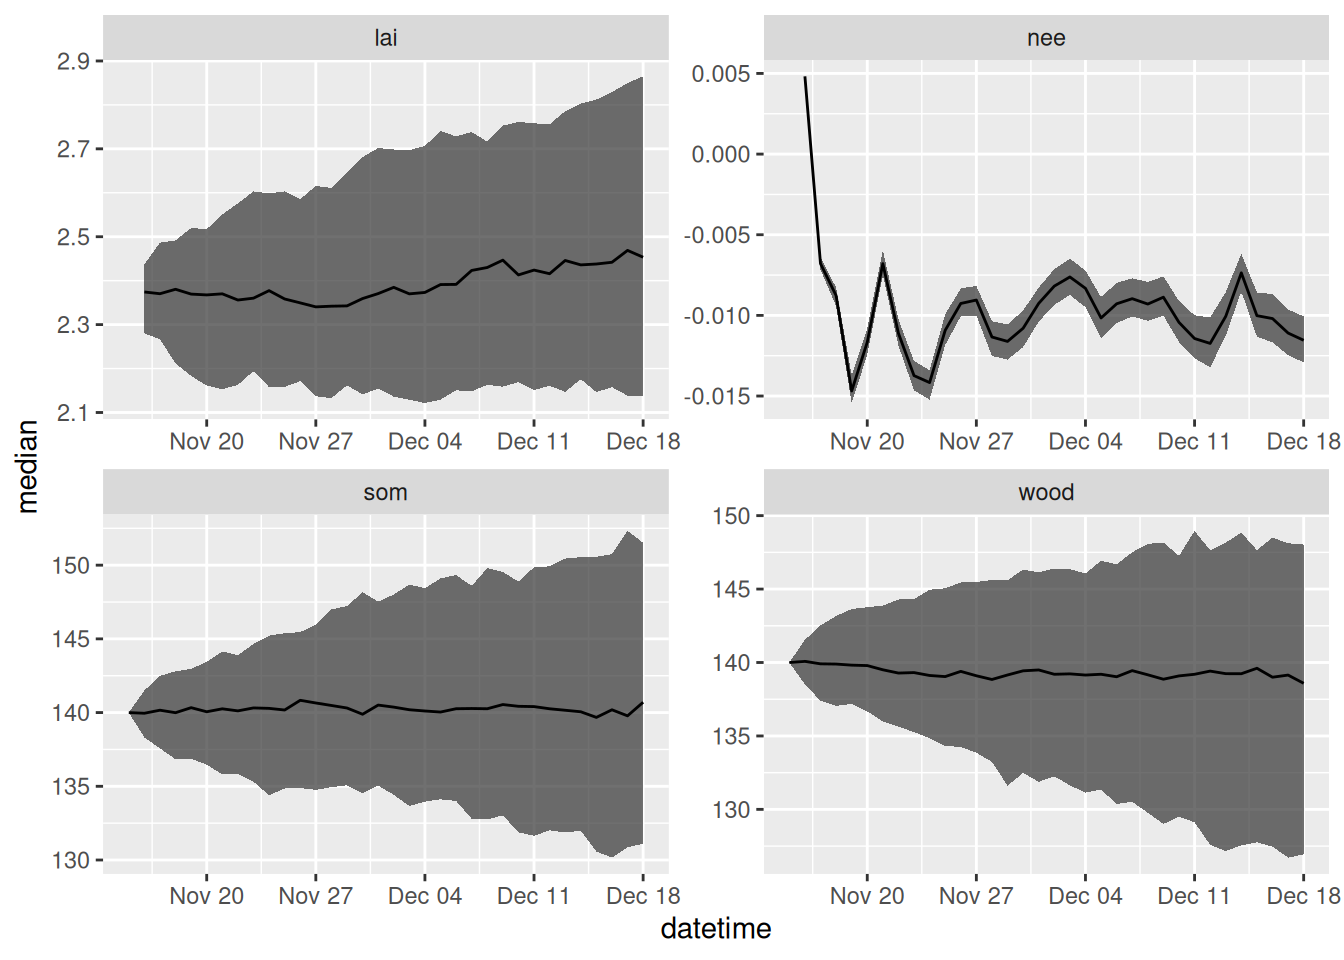 lai
nee
2.9
2.7
2.5
2.3
2.1
0.005
0.000
-0.005
-0.010
-0.015
Nov 20 Nov 27 Dec 04 Dec 11 Dec 18
Nov 20 Nov 27 Dec 04 Dec 11 Dec 18
median
som
wood
150
145
140
135
130
150
145
140
135
130
Nov 20 Nov 27 Dec 04 Dec 11 Dec 18
Nov 20 Nov 27 Dec 04 Dec 11 Dec 18
datetime